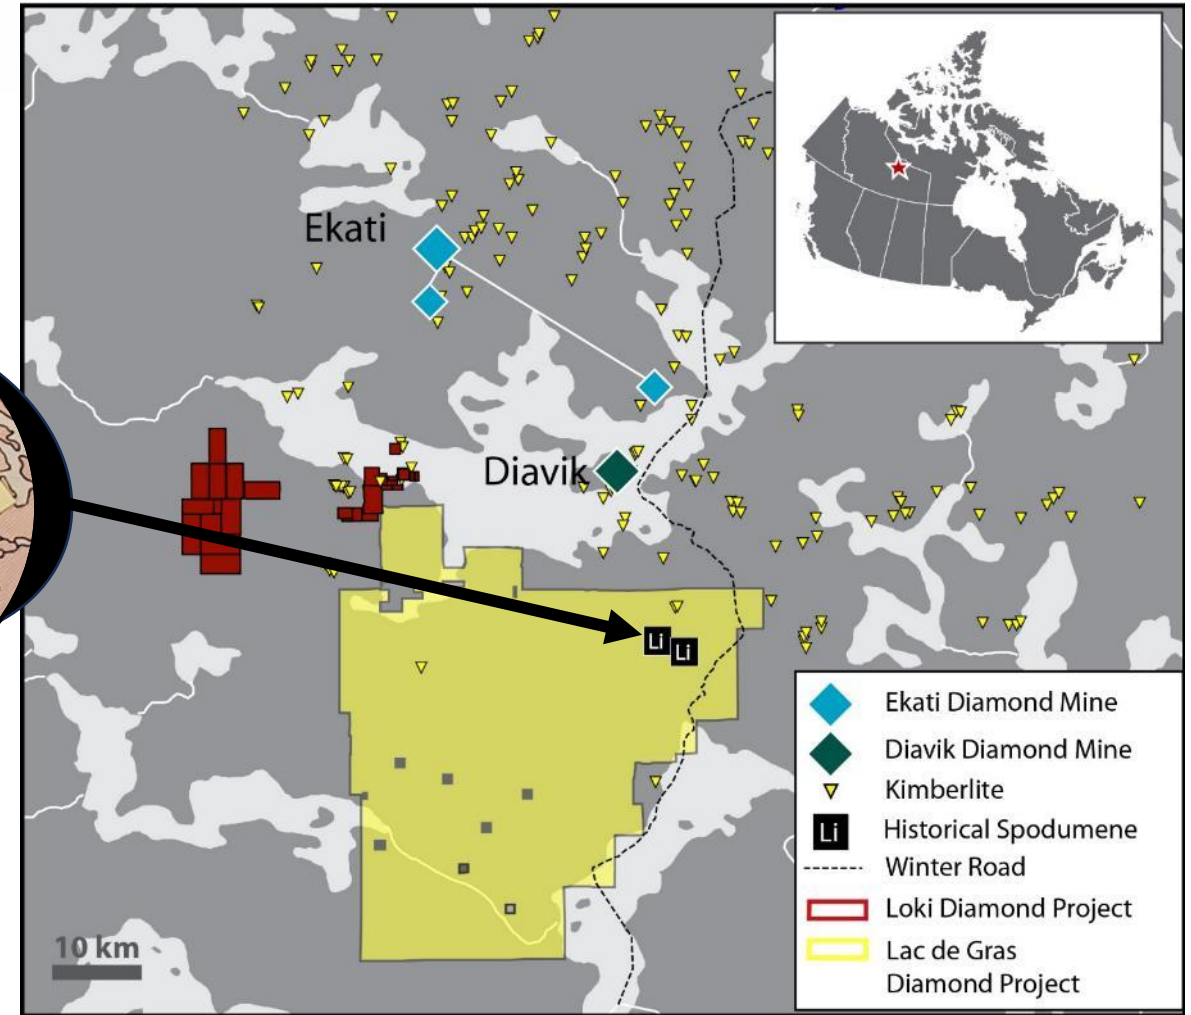 Ekati
Diavik
Li
Li
10 km
Ekati Diamond Mine
Diavik Diamond Mine
Kimberlite
Li
Historical Spodumene
Winter Road
Loki Diamond Project
Lac de Gras
Diamond Project